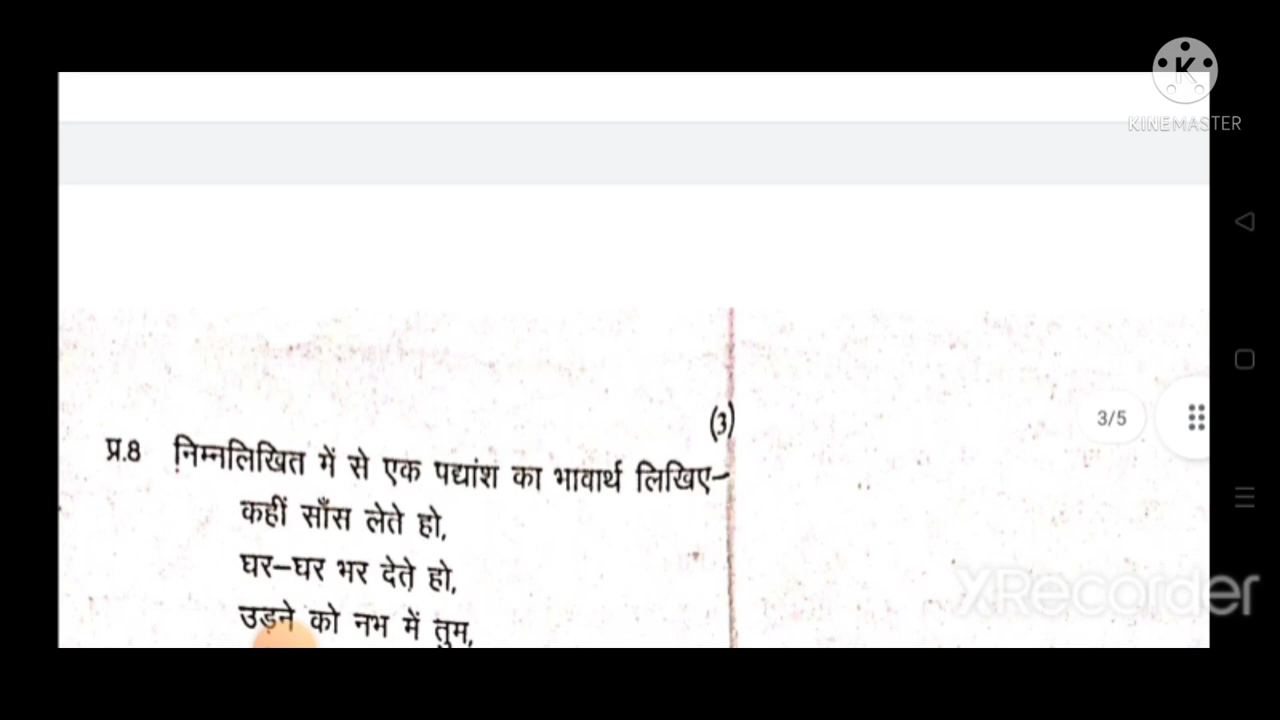 KINEMASTER
3/5
(3)
प्र.8 निम्नलिखित में से एक पद्यांश का भावार्थ लिखिए–
कहीं साँस लेते हो,
घर–घर भर देते हो,
उड़ने को नभ में तुम,
XRecorder